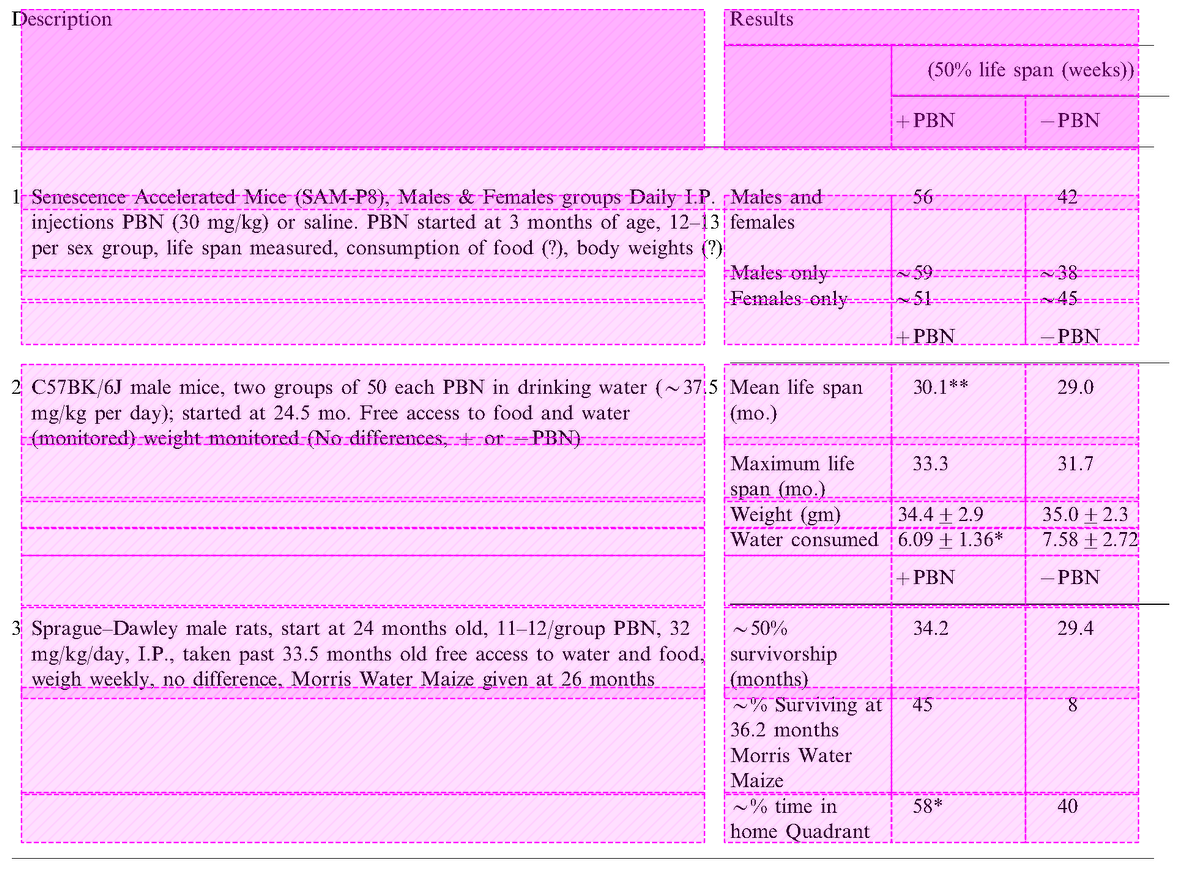 Description Results
(50% life span (weeks))
+PBN −PBN
1 Senescence Accelerated Mice (SAM-P8), Males & Females groups Daily I.P. Males and 56 42
injections PBN (30 mg/kg) or saline. PBN started at 3 months of age, 12–13 females
per sex group, life span measured, consumption of food (?), body weights (?)
Males only ∼59 ∼38
Females only ∼51 ∼45
+PBN −PBN
2 C57BK/6J male mice, two groups of 50 each PBN in drinking water (∼37.5 Mean life span 30.1** 29.0
mg/kg per day); started at 24.5 mo. Free access to food and water (mo.)
(monitored) weight monitored (No differences, + or −PBN)
Maximum life 33.3 31.7
span (mo.)
Weight (gm) 34.4 ± 2.9 35.0 ± 2.3
Water consumed 6.09 ± 1.36* 7.58 ± 2.72
+PBN −PBN
3 Sprague–Dawley male rats, start at 24 months old, 11–12/group PBN, 32 ∼50% 34.2 29.4
mg/kg/day, I.P., taken past 33.5 months old free access to water and food, survivorship
weigh weekly, no difference, Morris Water Maize given at 26 months (months)
∼% Surviving at 45 8
36.2 months
Morris Water
Maize
∼% time in 58* 40
home Quadrant